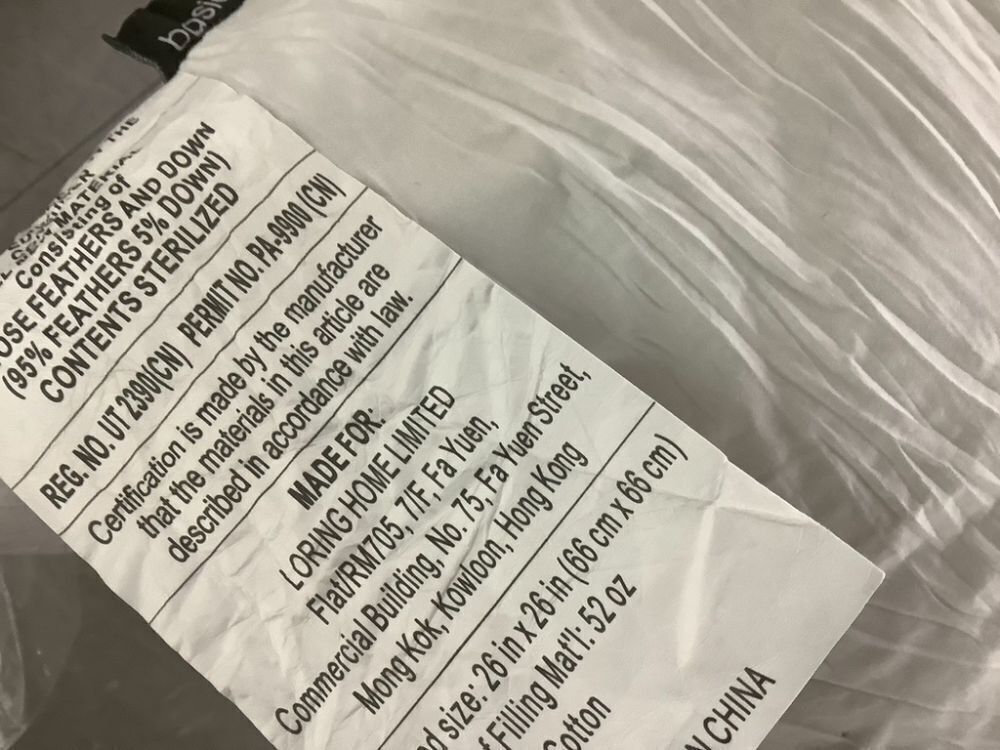 basic
THE
MATERIAL
Consisting of
OSE FEATHERS AND DOWN
(95% FEATHERS 5% DOWN)
CONTENTS STERILIZED
REG. NO. UT 2390(CN) PERMIT NO. PA-9900 (CN)
Certification is made by the manufacturer
that the materials in this article are
described in accordance with law.
MADE FOR:
LORING HOME LIMITED
Flat/RM705, 7/F, Fa Yuen,
Commercial Building, No. 75, Fa Yuen Street,
Mong Kok, Kowloon, Hong Kong
d size: 26 in x 26 in (66 cm x 66 cm)
f Filling Mat'l: 52 oz
Cotton
N CHINA